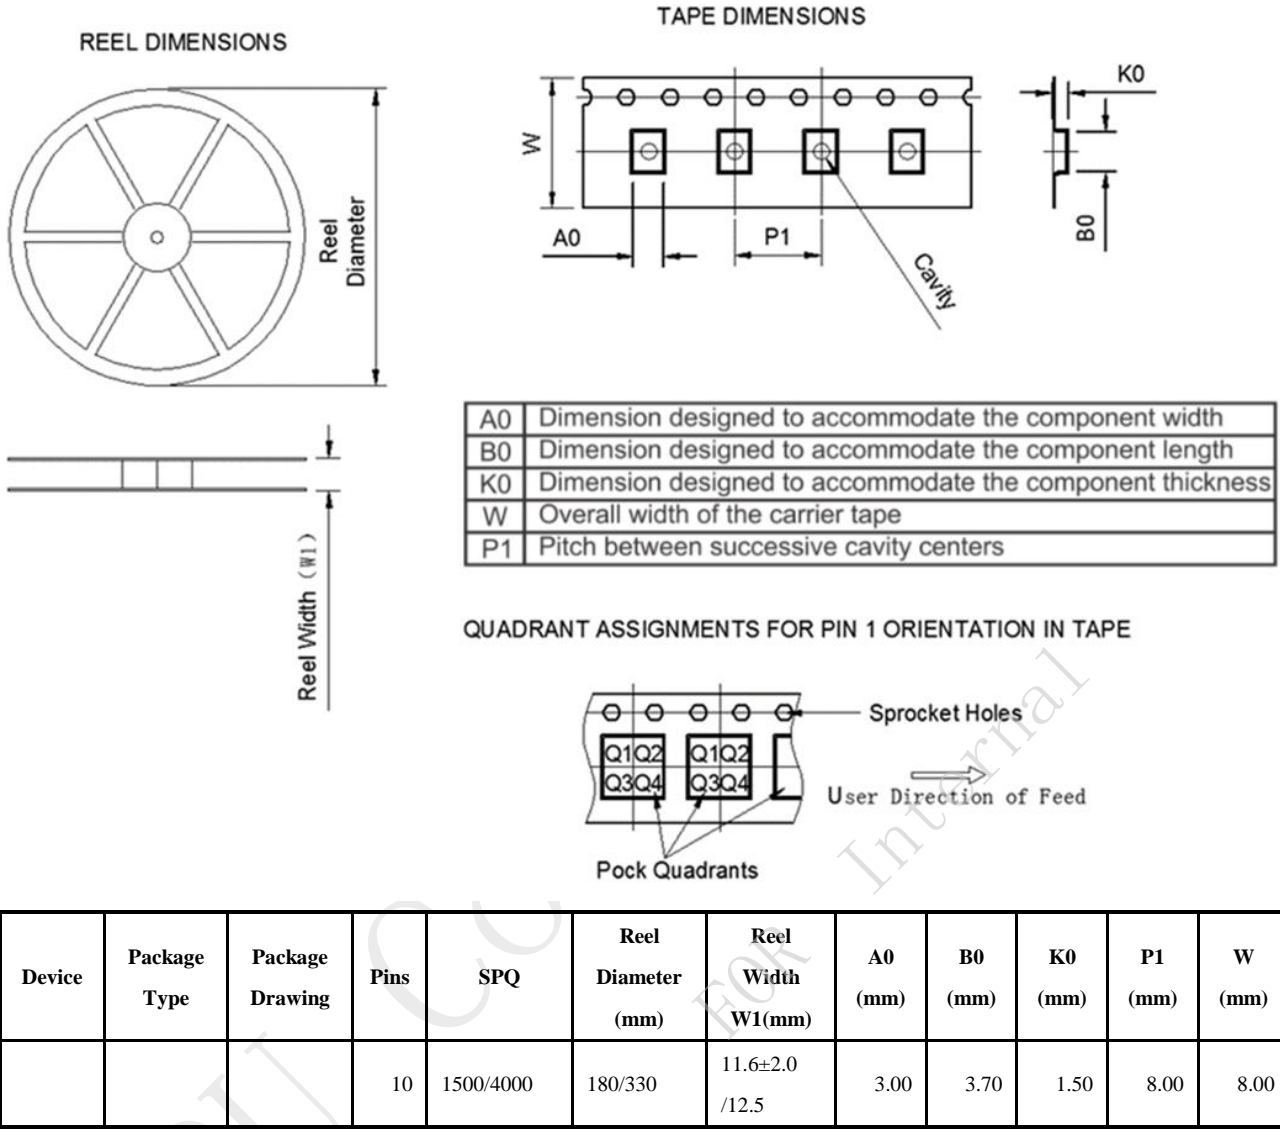 TAPE DIMENSIONS
REEL DIMENSIONS
Reel
Diameter
W
A0
P1
Cavity
K0
B0
Reel Width (W1)
A0 Dimension designed to accommodate the component width
B0 Dimension designed to accommodate the component length
K0 Dimension designed to accommodate the component thickness
W Overall width of the carrier tape
P1 Pitch between successive cavity centers
QUADRANT ASSIGNMENTS FOR PIN 1 ORIENTATION IN TAPE
Sprocket Holes
Q1 Q2 Q1 Q2
Q3 Q4 Q3 Q4
User Direction of Feed
Pock Quadrants
FOR Internal
Device Package Type Package Drawing Pins SPQ Reel Diameter (mm) Reel Width W1(mm) A0 (mm) B0 (mm) K0 (mm) P1 (mm) W (mm)
10 1500/4000 180/330 11.6±2.0 /12.5 3.00 3.70 1.50 8.00 8.00